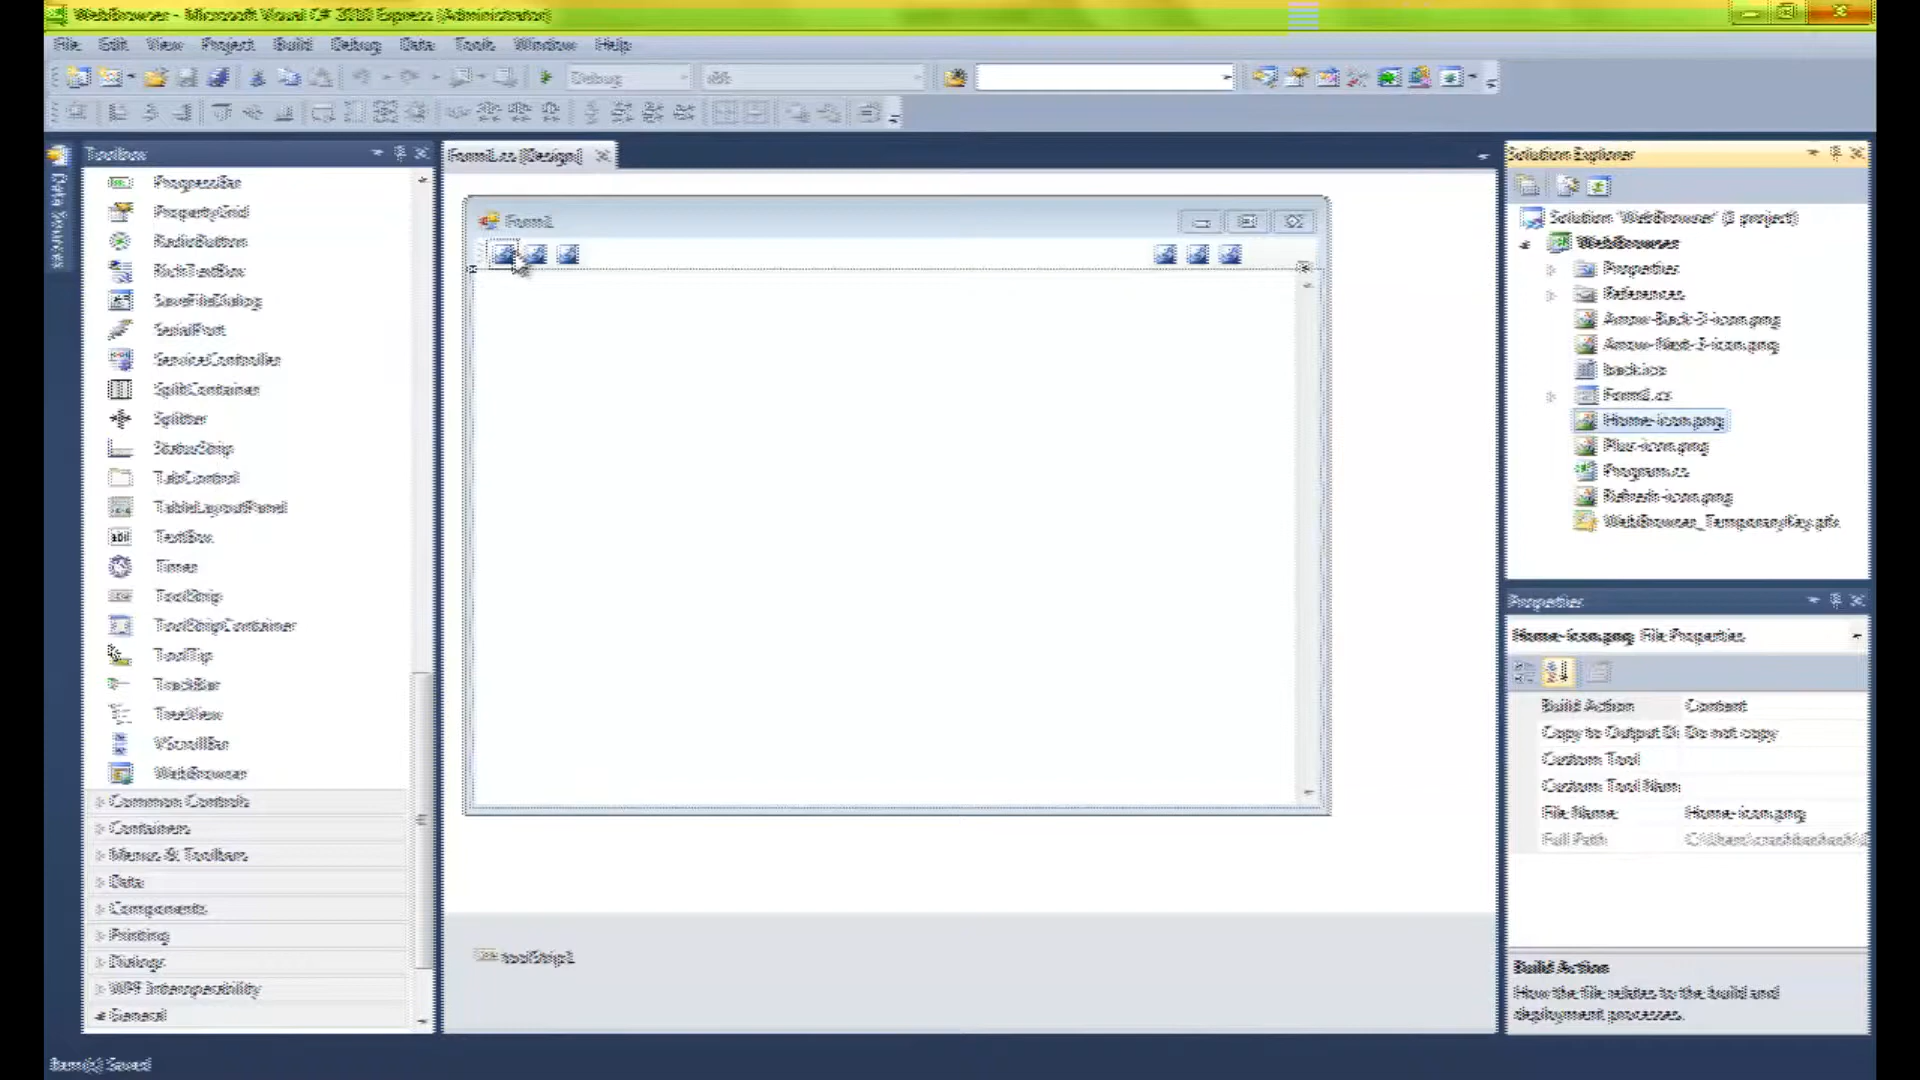 WebBrowser - Microsoft Visual C# 2010 Express (Administrator)
File Edit View Project Build Debug Data Tools Window Help
Debug x86
Data Sources
Toolbox
ProgressBar
PropertyGrid
RadioButton
RichTextBox
SaveFileDialog
SerialPort
ServiceController
SplitContainer
Splitter
StatusStrip
TabControl
TableLayoutPanel
TextBox
Timer
ToolStrip
ToolStripContainer
ToolTip
TrackBar
TreeView
VScrollBar
WebBrowser
Common Controls
Containers
Menus & Toolbars
Data
Components
Printing
Dialogs
WPF Interoperability
General
Form1.cs [Design]
Form1
toolStrip1
Solution Explorer
Solution 'WebBrowser' (1 project)
WebBrowser
Properties
References
Arrow-Back-3-icon.png
Arrow-Next-3-icon.png
back.ico
Form1.cs
Home-icon.png
Plus-icon.png
Program.cs
Refresh-icon.png
WebBrowser_TemporaryKey.pfx
Properties
Home-icon.png File Properties
Build Action Content
Copy to Output Di Do not copy
Custom Tool
Custom Tool Nam
File Name Home-icon.png
Full Path
Build Action
How the file relates to the build and
deployment processes.
Item(s) Saved